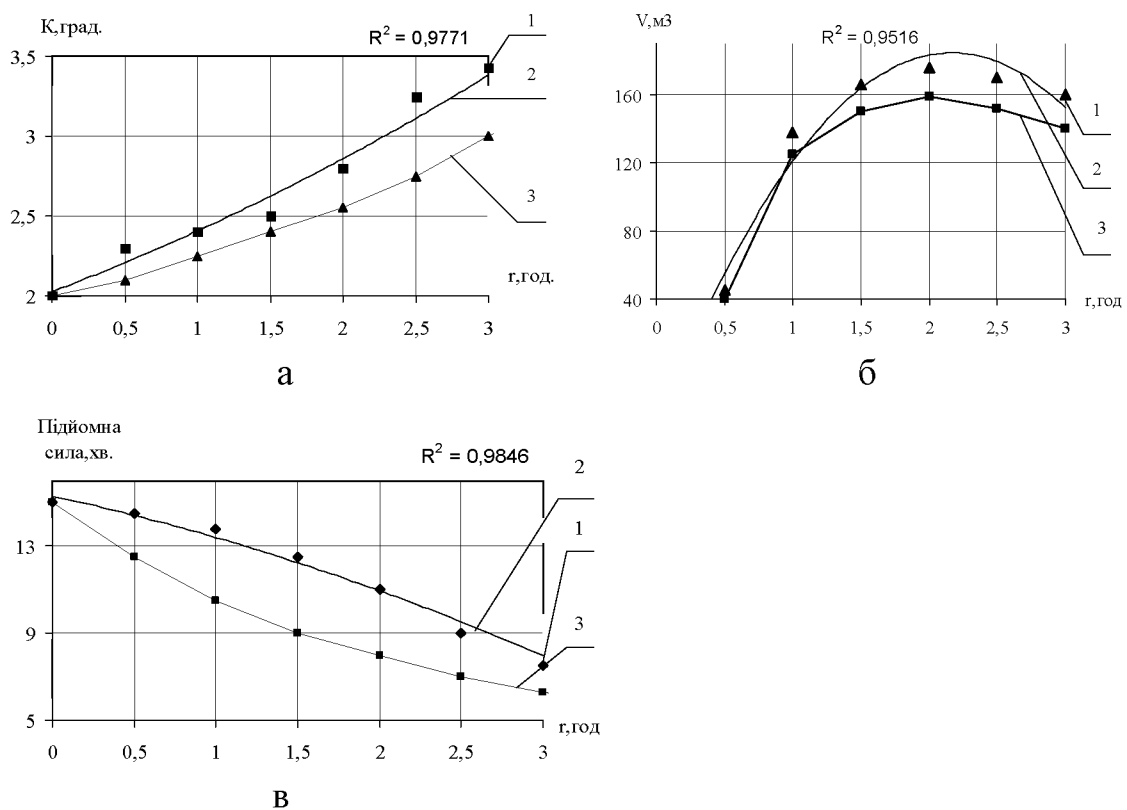 К,град.
R² = 0,9771
1
2
3
3,5
3
2,5
2
r,год.
0 0,5 1 1,5 2 2,5 3
а
V,м3
R² = 0,9516
160
120
80
40
1
2
3
r,год
0 0,5 1 1,5 2 2,5 3
б
Підйомна
сила,хв.
R² = 0,9846
2
1
3
13
9
5
r,год
0 0,5 1 1,5 2 2,5 3
в